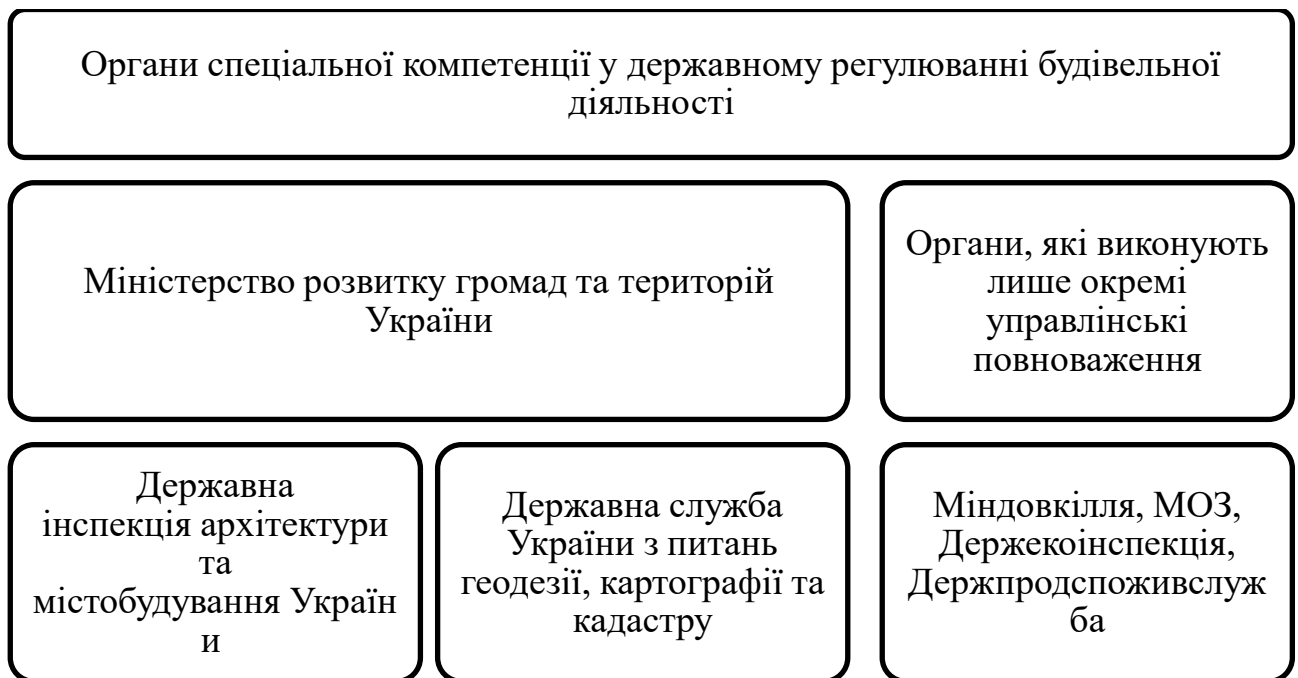 Органи спеціальної компетенції у державному регулюванні будівельної
діяльності
Міністерство розвитку громад та територій
України
Органи, які виконують
лише окремі
управлінські
повноваження
Державна
інспекція архітектури
та
містобудування Україн
и
Державна служба
України з питань
геодезії, картографії та
кадастру
Міндовкілля, МОЗ,
Держекоінспекція,
Держпродспоживслуж
ба